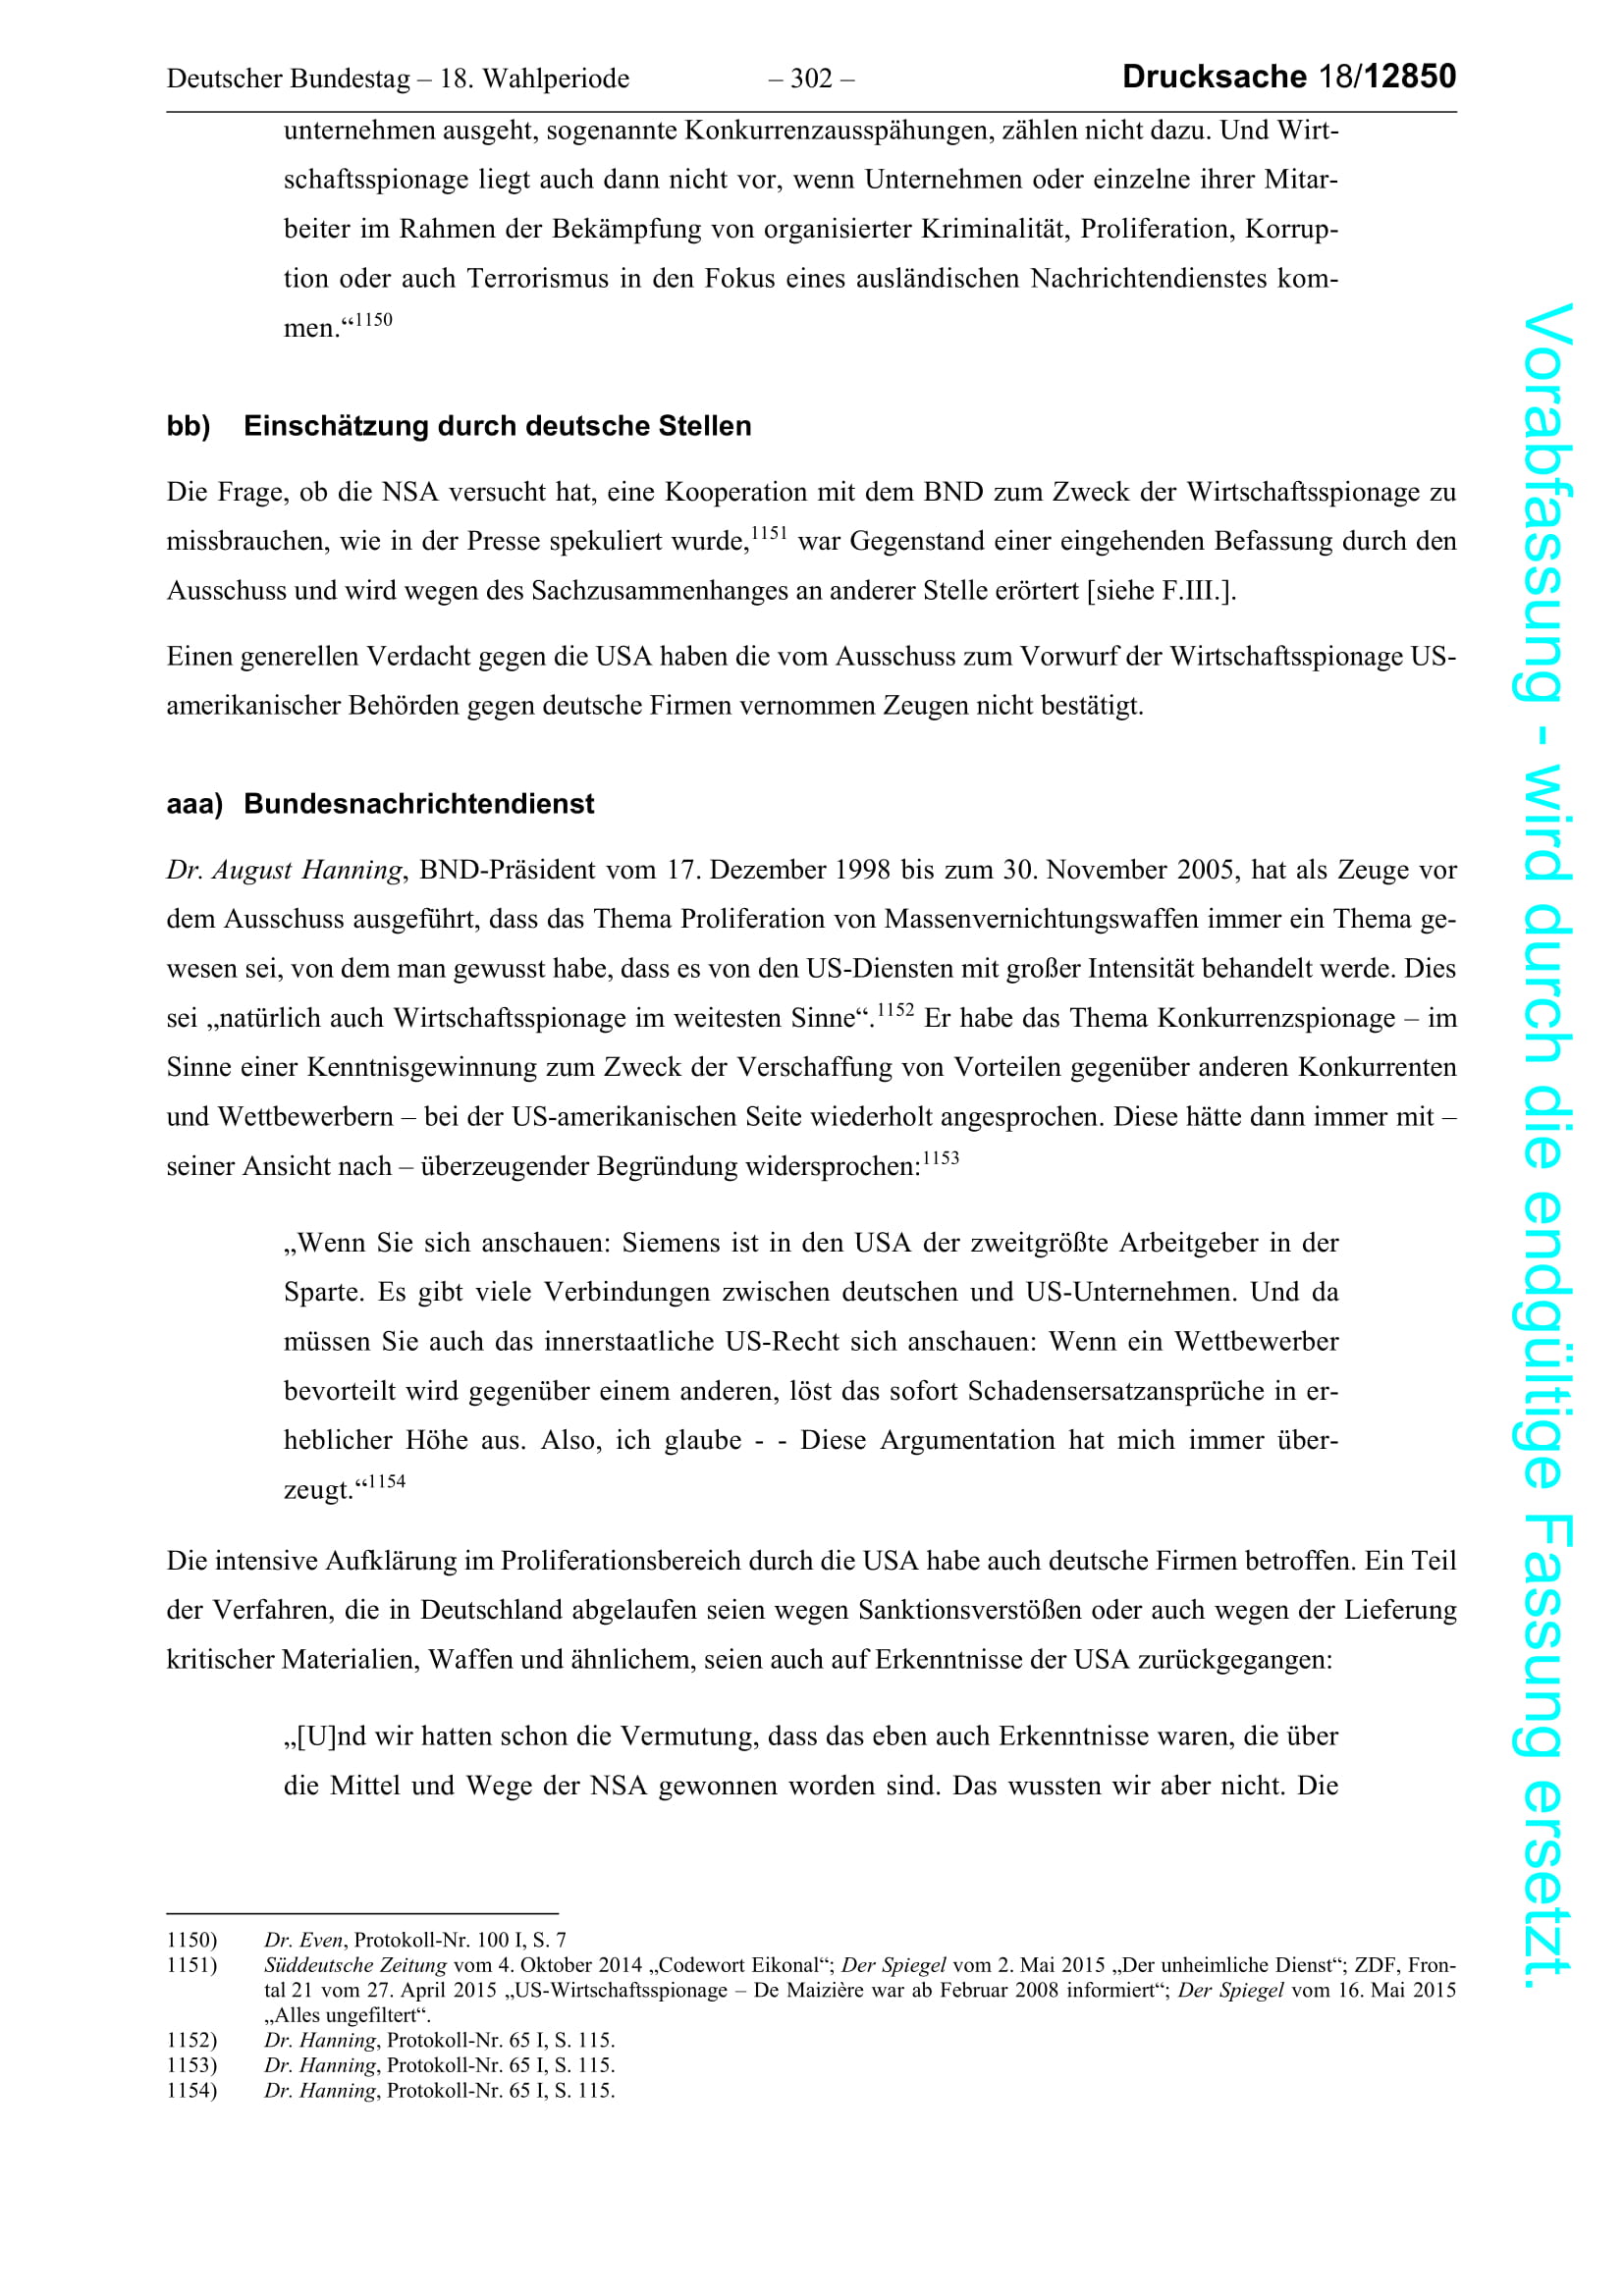 Deutscher Bundestag – 18. Wahlperiode – 302 – Drucksache 18/12850
unternehmen ausgeht, sogenannte Konkurrenzausspähungen, zählen nicht dazu. Und Wirt-
schaftsspionage liegt auch dann nicht vor, wenn Unternehmen oder einzelne ihrer Mitar-
beiter im Rahmen der Bekämpfung von organisierter Kriminalität, Proliferation, Korrup-
tion oder auch Terrorismus in den Fokus eines ausländischen Nachrichtendienstes kom-
men.“1150
bb) Einschätzung durch deutsche Stellen
Die Frage, ob die NSA versucht hat, eine Kooperation mit dem BND zum Zweck der Wirtschaftsspionage zu
missbrauchen, wie in der Presse spekuliert wurde,1151 war Gegenstand einer eingehenden Befassung durch den
Ausschuss und wird wegen des Sachzusammenhanges an anderer Stelle erörtert [siehe F.III.].
Einen generellen Verdacht gegen die USA haben die vom Ausschuss zum Vorwurf der Wirtschaftsspionage US-
amerikanischer Behörden gegen deutsche Firmen vernommen Zeugen nicht bestätigt.
aaa) Bundesnachrichtendienst
Dr. August Hanning, BND-Präsident vom 17. Dezember 1998 bis zum 30. November 2005, hat als Zeuge vor
dem Ausschuss ausgeführt, dass das Thema Proliferation von Massenvernichtungswaffen immer ein Thema ge-
wesen sei, von dem man gewusst habe, dass es von den US-Diensten mit großer Intensität behandelt werde. Dies
sei „natürlich auch Wirtschaftsspionage im weitesten Sinne“.1152 Er habe das Thema Konkurrenzspionage – im
Sinne einer Kenntnisgewinnung zum Zweck der Verschaffung von Vorteilen gegenüber anderen Konkurrenten
und Wettbewerbern – bei der US-amerikanischen Seite wiederholt angesprochen. Diese hätte dann immer mit –
seiner Ansicht nach – überzeugender Begründung widersprochen:1153
„Wenn Sie sich anschauen: Siemens ist in den USA der zweitgrößte Arbeitgeber in der
Sparte. Es gibt viele Verbindungen zwischen deutschen und US-Unternehmen. Und da
müssen Sie auch das innerstaatliche US-Recht sich anschauen: Wenn ein Wettbewerber
bevorteilt wird gegenüber einem anderen, löst das sofort Schadensersatzansprüche in er-
heblicher Höhe aus. Also, ich glaube - - Diese Argumentation hat mich immer über-
zeugt.“1154
Die intensive Aufklärung im Proliferationsbereich durch die USA habe auch deutsche Firmen betroffen. Ein Teil
der Verfahren, die in Deutschland abgelaufen seien wegen Sanktionsverstößen oder auch wegen der Lieferung
kritischer Materialien, Waffen und ähnlichem, seien auch auf Erkenntnisse der USA zurückgegangen:
„[U]nd wir hatten schon die Vermutung, dass das eben auch Erkenntnisse waren, die über
die Mittel und Wege der NSA gewonnen worden sind. Das wussten wir aber nicht. Die
1150) Dr. Even, Protokoll-Nr. 100 I, S. 7
1151) Süddeutsche Zeitung vom 4. Oktober 2014 „Codewort Eikonal“; Der Spiegel vom 2. Mai 2015 „Der unheimliche Dienst“; ZDF, Fron-
tal 21 vom 27. April 2015 „US-Wirtschaftsspionage – De Maizière war ab Februar 2008 informiert“; Der Spiegel vom 16. Mai 2015
„Alles ungefiltert“.
1152) Dr. Hanning, Protokoll-Nr. 65 I, S. 115.
1153) Dr. Hanning, Protokoll-Nr. 65 I, S. 115.
1154) Dr. Hanning, Protokoll-Nr. 65 I, S. 115.
Vorabfassung - wird durch die endgültige Fassung ersetzt.